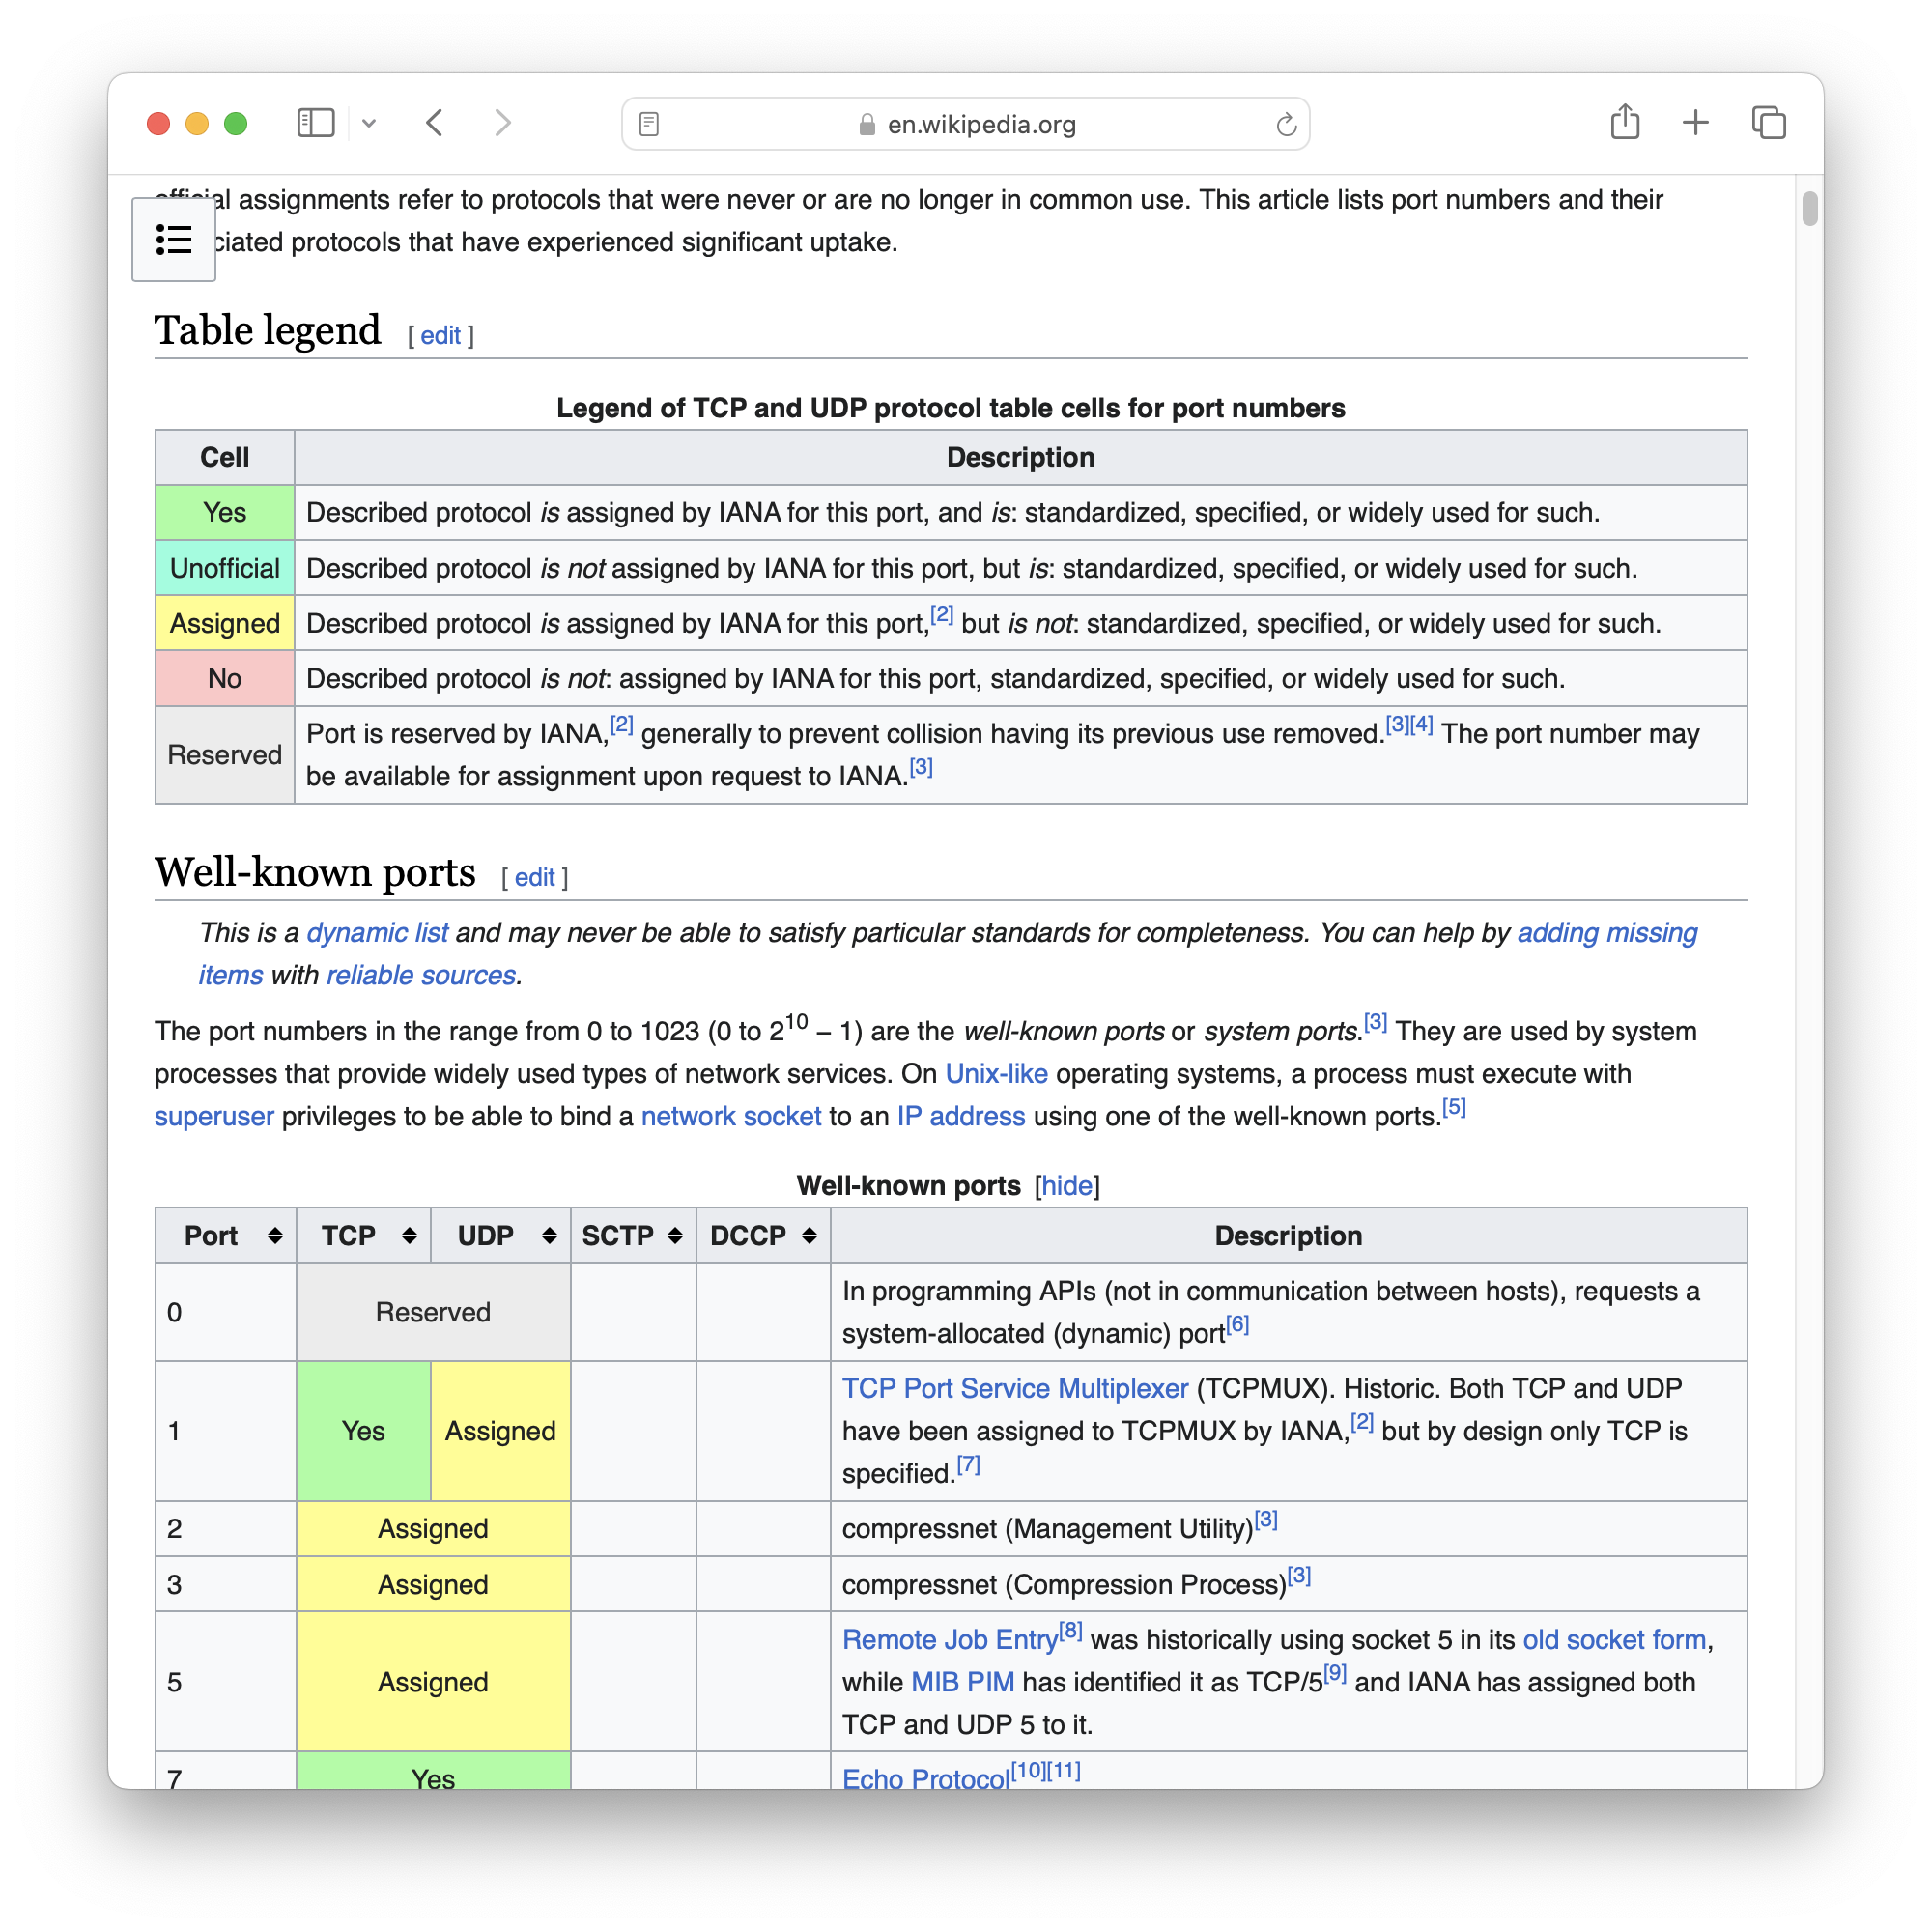 en.wikipedia.org
assignments refer to protocols that were never or are no longer in common use. This article lists port numbers and their
protocols that have experienced significant uptake.
Table legend [ edit ]
Legend of TCP and UDP protocol table cells for port numbers
Cell Description
Yes Described protocol is assigned by IANA for this port, and is: standardized, specified, or widely used for such.
Unofficial Described protocol is not assigned by IANA for this port, but is: standardized, specified, or widely used for such.
Assigned Described protocol is assigned by IANA for this port,[2] but is not: standardized, specified, or widely used for such.
No Described protocol is not: assigned by IANA for this port, standardized, specified, or widely used for such.
Reserved Port is reserved by IANA,[2] generally to prevent collision having its previous use removed.[3][4] The port number may
be available for assignment upon request to IANA.[3]
Well-known ports [ edit ]
This is a dynamic list and may never be able to satisfy particular standards for completeness. You can help by adding missing
items with reliable sources.
The port numbers in the range from 0 to 1023 (0 to 2^10 − 1) are the well-known ports or system ports.[3] They are used by system
processes that provide widely used types of network services. On Unix-like operating systems, a process must execute with
superuser privileges to be able to bind a network socket to an IP address using one of the well-known ports.[5]
Well-known ports [hide]
Port TCP UDP SCTP DCCP Description
0 Reserved In programming APIs (not in communication between hosts), requests a
system-allocated (dynamic) port[6]
1 Yes Assigned TCP Port Service Multiplexer (TCPMUX). Historic. Both TCP and UDP
have been assigned to TCPMUX by IANA,[2] but by design only TCP is
specified.[7]
2 Assigned compressnet (Management Utility)[3]
3 Assigned compressnet (Compression Process)[3]
5 Assigned Remote Job Entry[8] was historically using socket 5 in its old socket form,
while MIB PIM has identified it as TCP/5[9] and IANA has assigned both
TCP and UDP 5 to it.
7 Yes Echo Protocol[10][11]